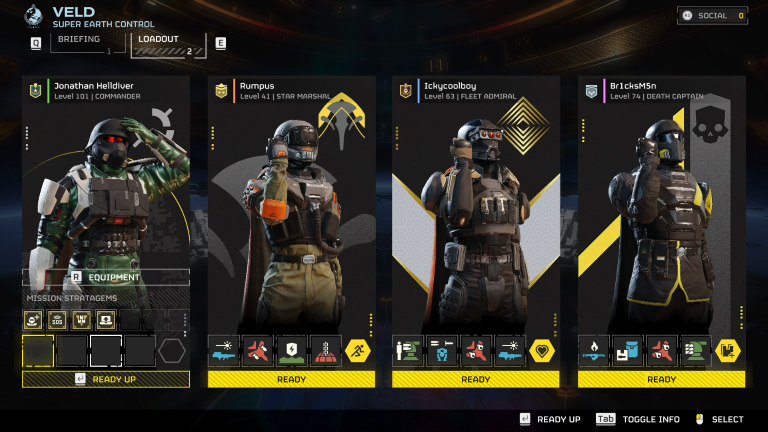 VELD
SUPER EARTH CONTROL
SOCIAL 0
Q BRIEFING 1 LOADOUT 2 E
Jonathan Helldiver
Level 101 | COMMANDER
Rumpus
Level 41 | STAR MARSHAL
Ickycoolboy
Level 63 | FLEET ADMIRAL
Br1cksM5n
Level 74 | DEATH CAPTAIN
R EQUIPMENT
MISSION STRATAGEMS
SOS
READY UP
READY
READY
READY
READY UP Tab TOGGLE INFO SELECT